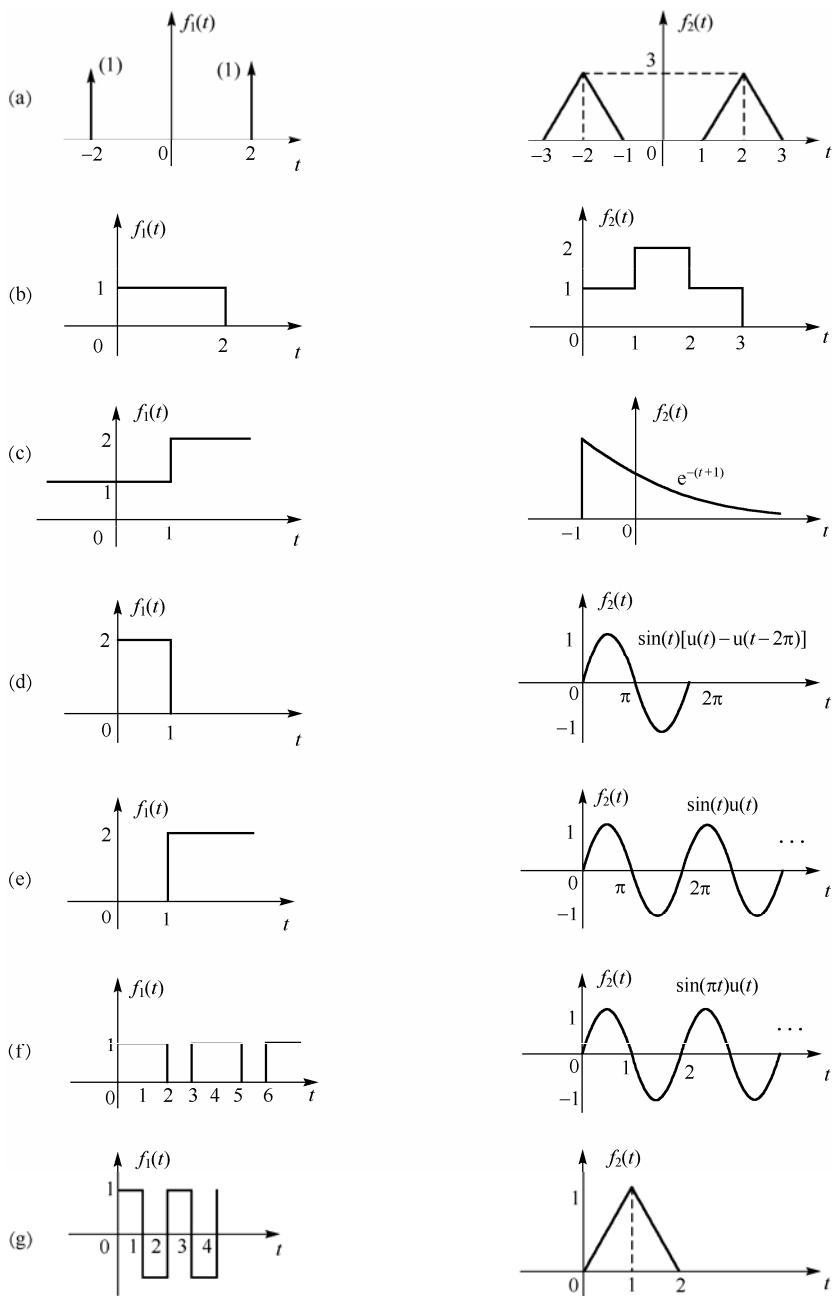 f₁(t) f₂(t)
(a) (1) (1) 3
−2 0 2 t −3 −2 −1 0 1 2 3 t
f₁(t) f₂(t)
(b) 1 2 1
0 2 t 0 1 2 3 t
f₁(t) f₂(t)
(c) 2 1 e^−(t+1)
0 1 t −1 0 t
f₁(t) f₂(t)
(d) 2 1 sin(t)[u(t)−u(t−2π)]
0 1 t 0 π 2π t
−1
f₁(t) f₂(t) sin(t)u(t)
(e) 2 1 ···
0 1 t 0 π 2π t
−1
f₁(t) f₂(t) sin(πt)u(t)
(f) 1 1 ···
0 1 2 3 4 5 6 t 0 1 2 t
−1
f₁(t) f₂(t)
(g) 1 1
0 1 2 3 4 t 0 1 2 t